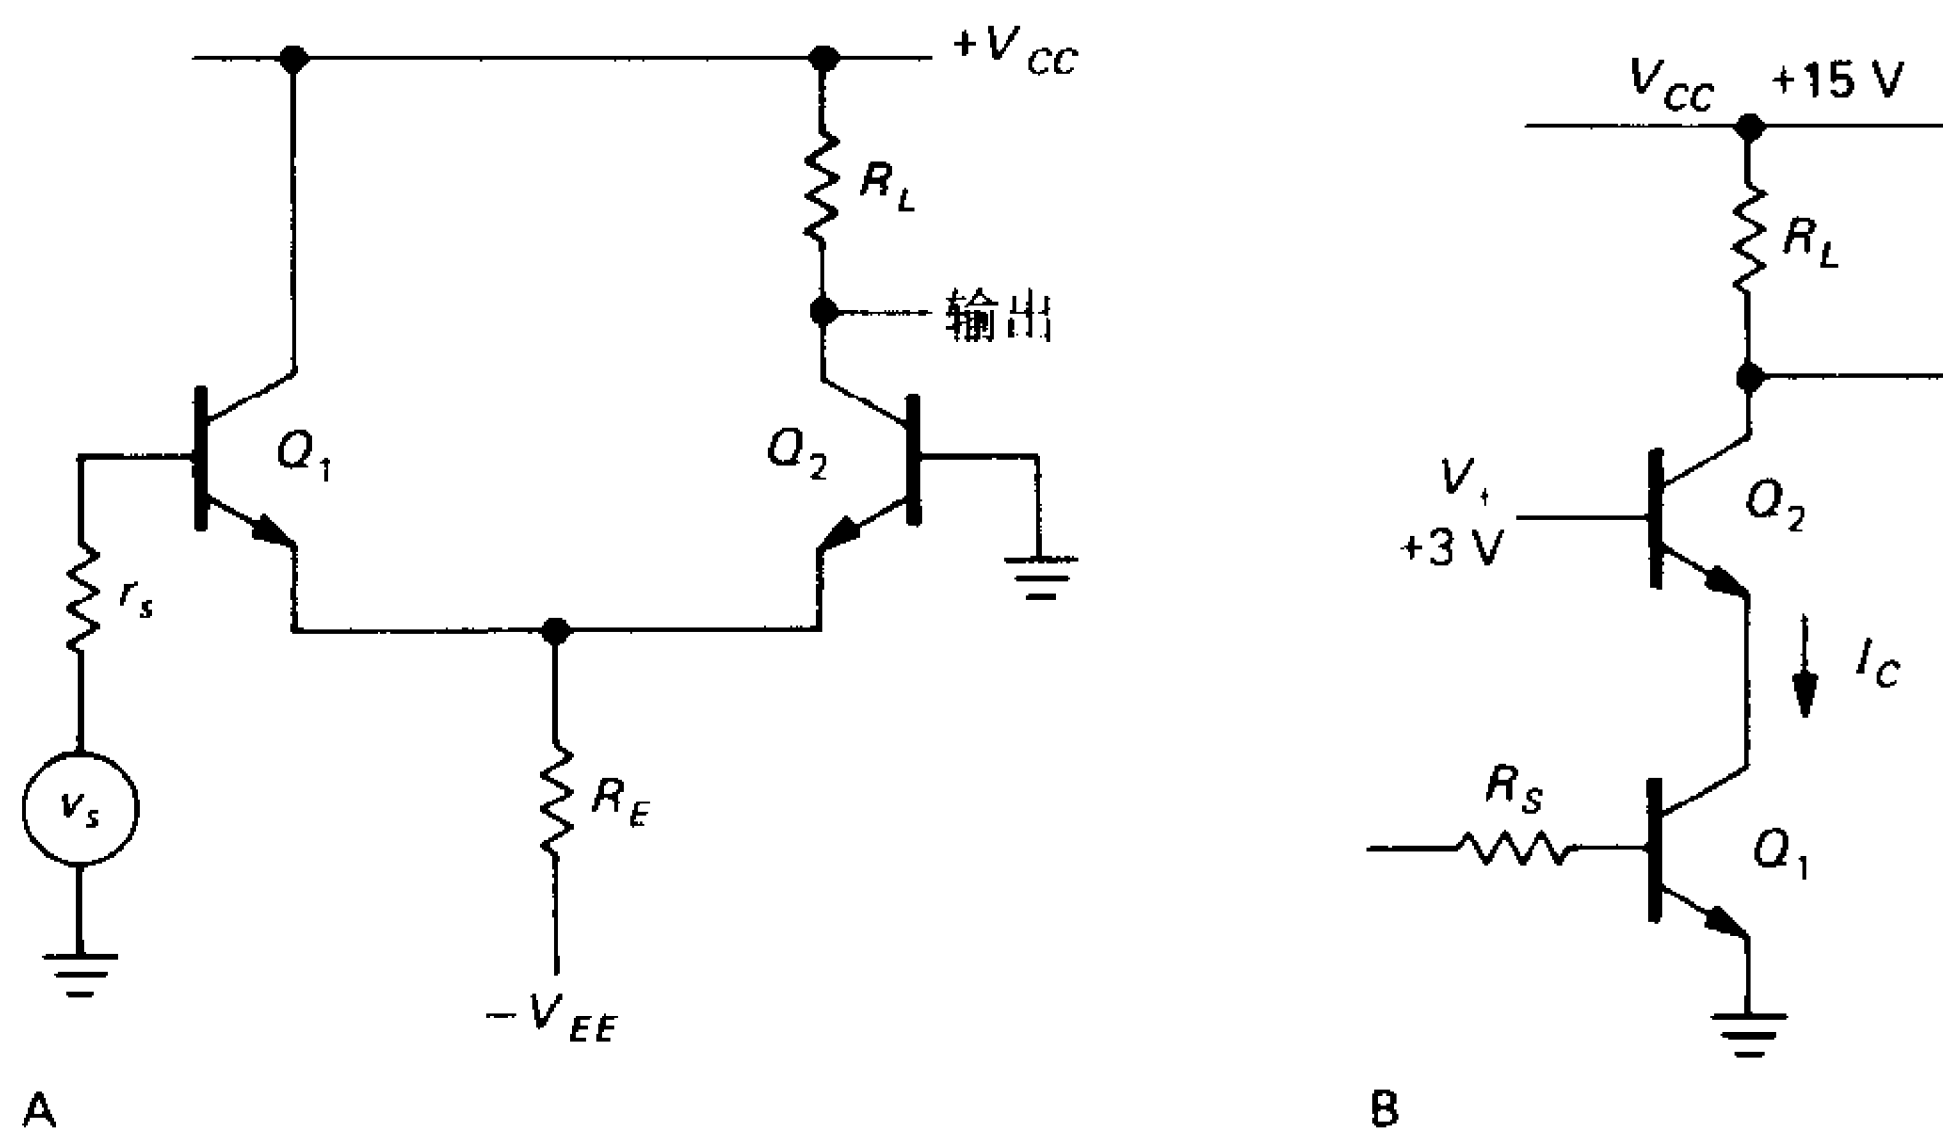 +V_CC
R_L
输出
Q_1
Q_2
r_s
v_s
R_E
-V_EE
A
V_CC +15 V
R_L
V_+
+3 V
Q_2
I_C
R_S
Q_1
B